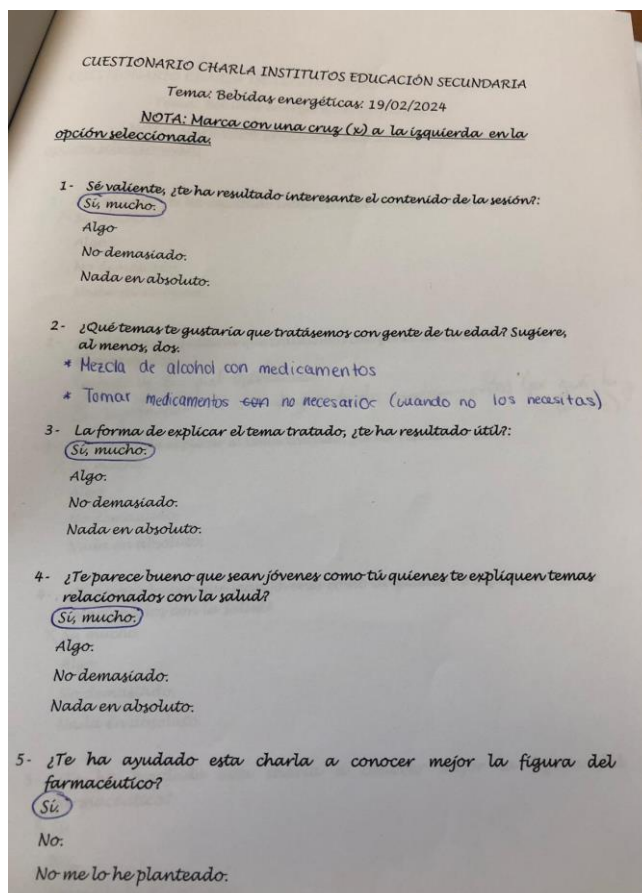 CUESTIONARIO CHARLA INSTITUTOS EDUCACIÓN SECUNDARIA
Tema: Bebidas energéticas. 19/02/2024
NOTA: Marca con una cruz (x) a la izquierda en la
opción seleccionada.
1- Sé valiente, ¿te ha resultado interesante el contenido de la sesión?:
Sí, mucho.
Algo
No demasiado.
Nada en absoluto.
2- ¿Qué temas te gustaría que tratásemos con gente de tu edad? Sugiere,
al menos, dos.
* Mezcla de alcohol con medicamentos
* Tomar medicamentos no necesarios (cuando no los necesitas)
3- La forma de explicar el tema tratado, ¿te ha resultado útil?:
Sí, mucho.
Algo.
No demasiado.
Nada en absoluto.
4- ¿Te parece bueno que sean jóvenes como tú quienes te expliquen temas
relacionados con la salud?
Sí, mucho.
Algo.
No demasiado.
Nada en absoluto.
5- ¿Te ha ayudado esta charla a conocer mejor la figura del
farmacéutico?
Sí.
No.
No me lo he planteado.